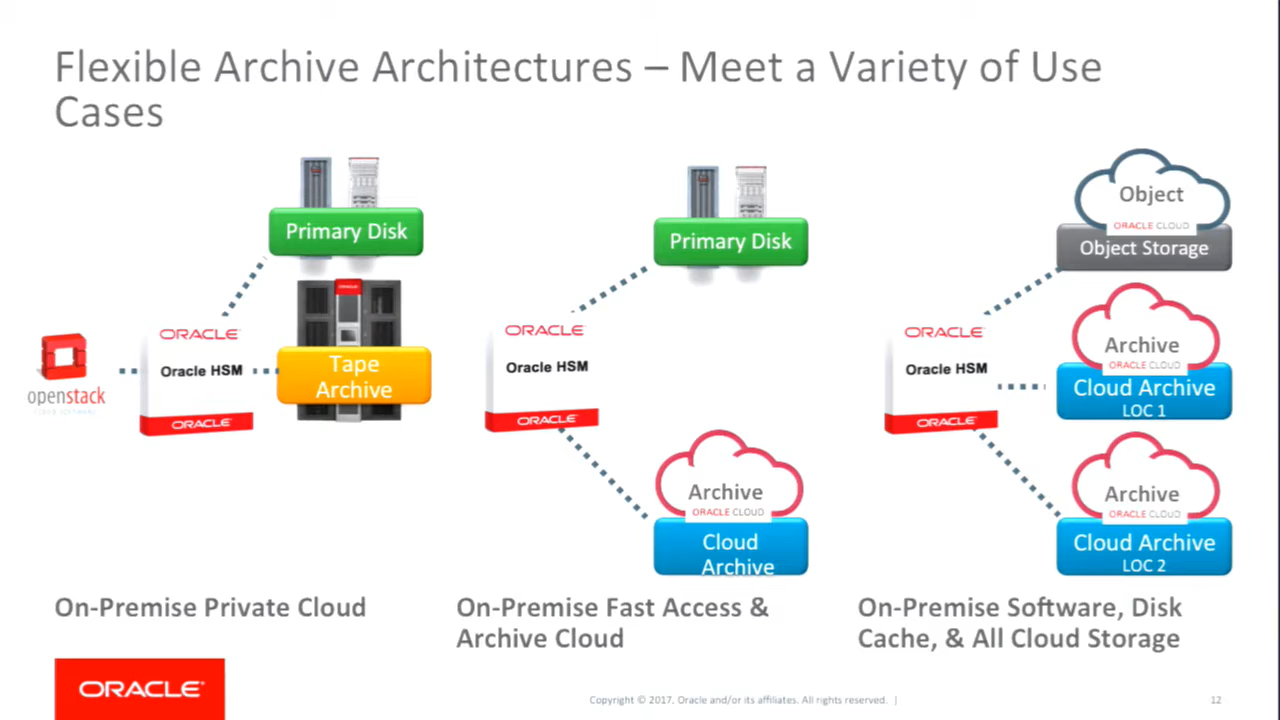 Flexible Archive Architectures – Meet a Variety of Use
Cases
Primary Disk
ORACLE
Tape
Archive
openstack
CLOUD SOFTWARE
ORACLE
Oracle HSM
ORACLE
On-Premise Private Cloud
Primary Disk
ORACLE
Oracle HSM
ORACLE
Archive
ORACLE CLOUD
Cloud
Archive
On-Premise Fast Access &
Archive Cloud
Object
ORACLE CLOUD
Object Storage
ORACLE
Oracle HSM
ORACLE
Archive
ORACLE CLOUD
Cloud Archive
LOC 1
Archive
ORACLE CLOUD
Cloud Archive
LOC 2
On-Premise Software, Disk
Cache, & All Cloud Storage
ORACLE
Copyright © 2017, Oracle and/or its affiliates. All rights reserved. |
12